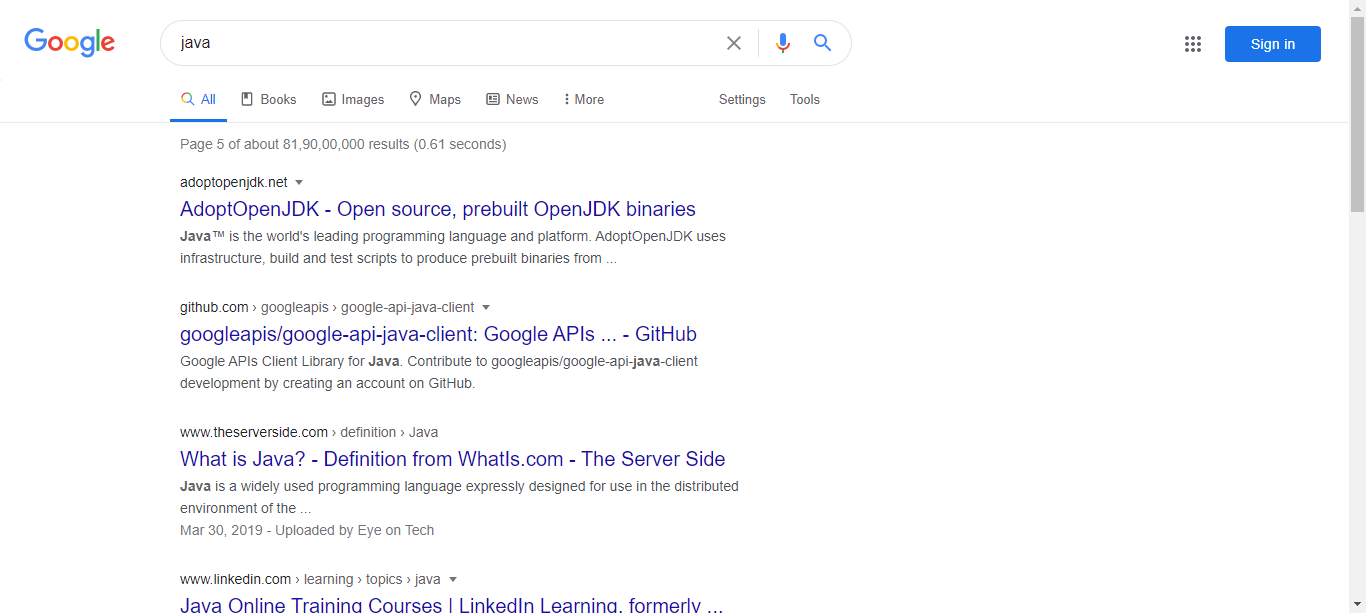 Google
java
Sign in
All Books Images Maps News More Settings Tools
Page 5 of about 81,90,00,000 results (0.61 seconds)
adoptopenjdk.net
AdoptOpenJDK - Open source, prebuilt OpenJDK binaries
Java™ is the world's leading programming language and platform. AdoptOpenJDK uses
infrastructure, build and test scripts to produce prebuilt binaries from ...
github.com › googleapis › google-api-java-client
googleapis/google-api-java-client: Google APIs ... - GitHub
Google APIs Client Library for Java. Contribute to googleapis/google-api-java-client
development by creating an account on GitHub.
www.theserverside.com › definition › Java
What is Java? - Definition from WhatIs.com - The Server Side
Java is a widely used programming language expressly designed for use in the distributed
environment of the ...
Mar 30, 2019 - Uploaded by Eye on Tech
www.linkedin.com › learning › topics › java
Java Online Training Courses | LinkedIn Learning, formerly ...